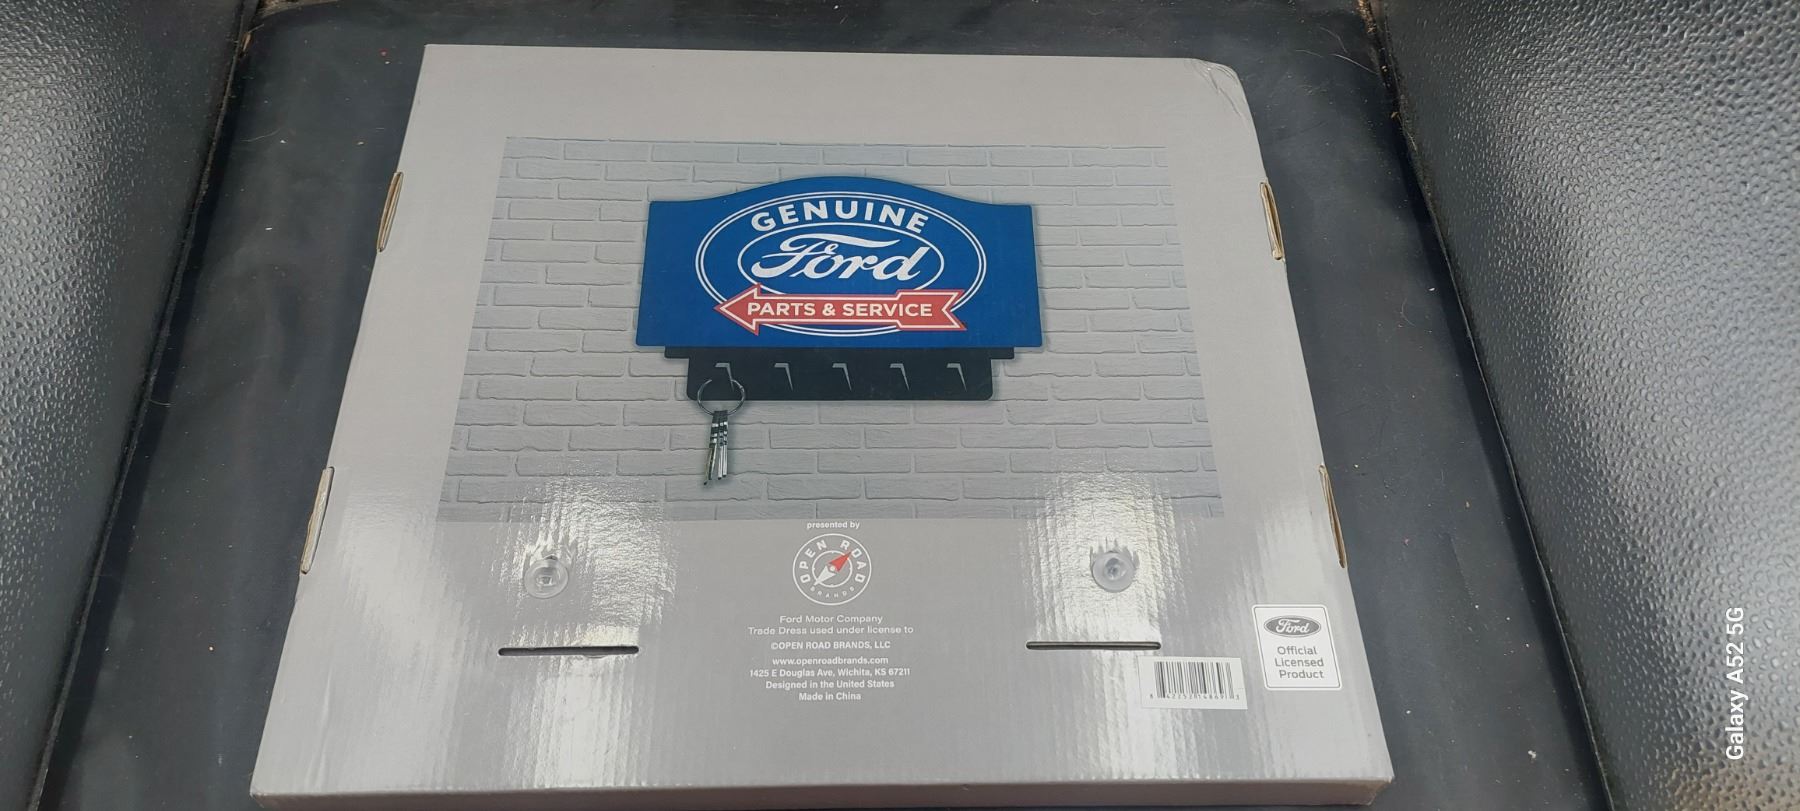 GENUINE
Ford
PARTS & SERVICE
presented by
OPEN ROAD
BRANDS
Ford Motor Company
Trade Dress used under license to
©OPEN ROAD BRANDS, LLC
www.openroadbrands.com
1425 E Douglas Ave, Wichita, KS 67211
Designed in the United States
Made in China
Ford
Official
Licensed
Product
Galaxy A52 5G